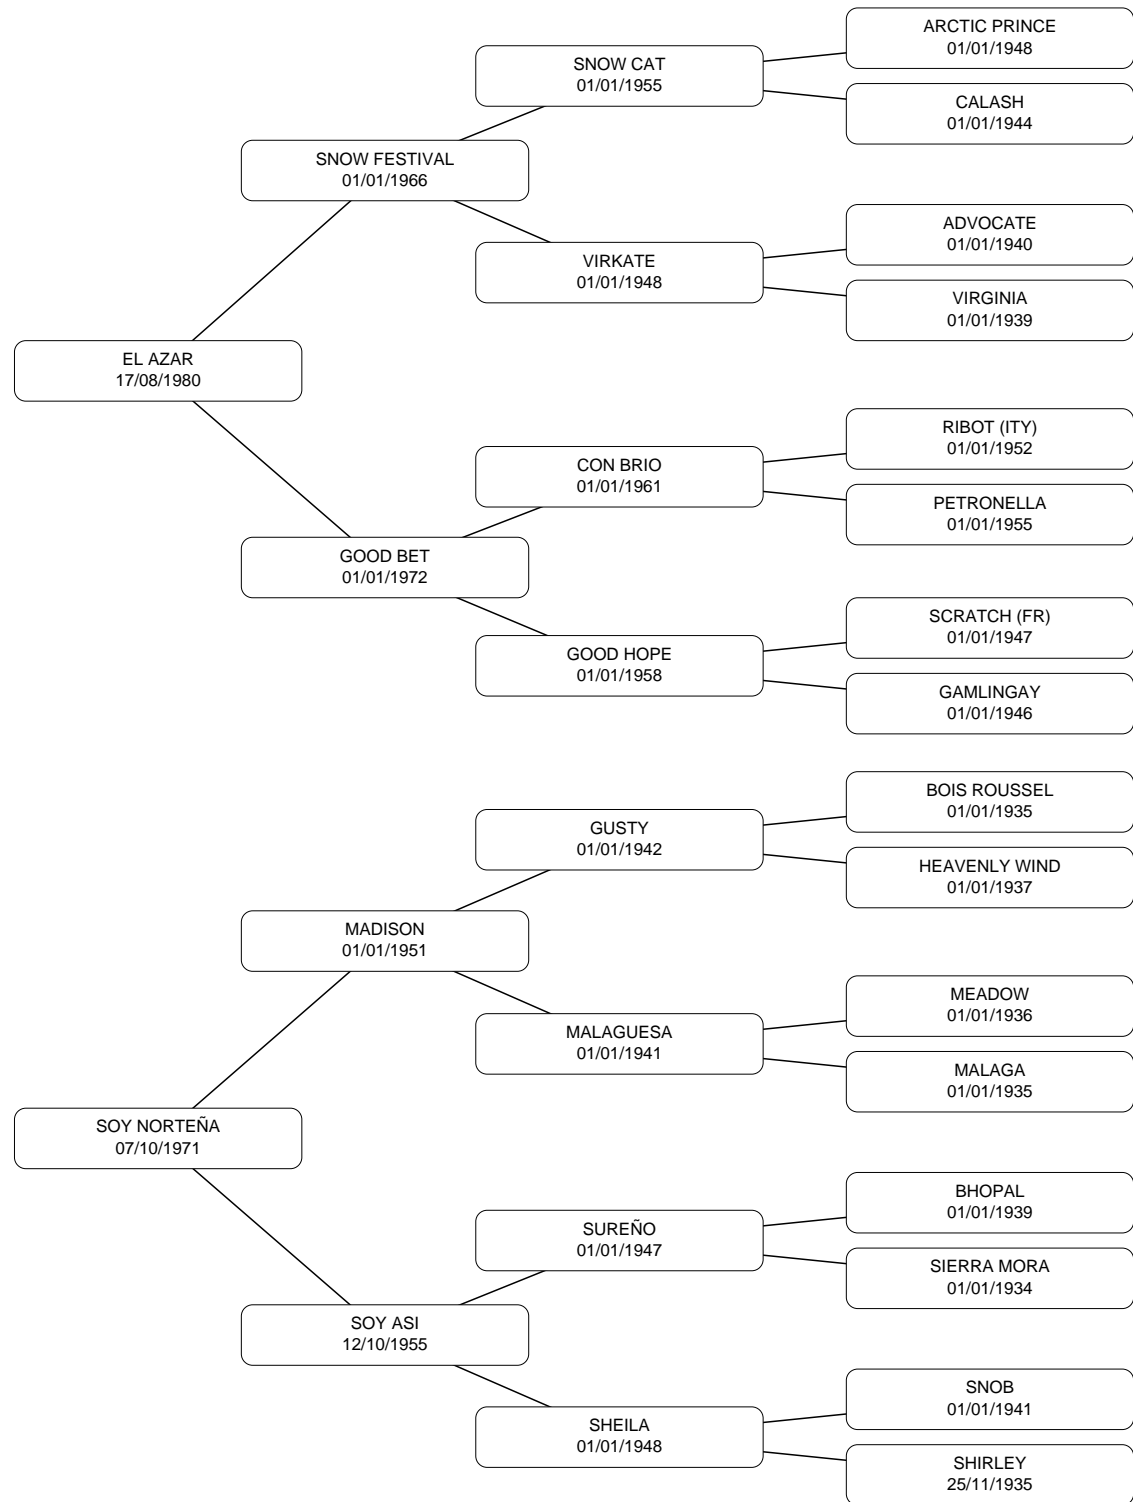 ARCTIC PRINCE
01/01/1948
SNOW CAT
01/01/1955
CALASH
01/01/1944
SNOW FESTIVAL
01/01/1966
ADVOCATE
01/01/1940
VIRKATE
01/01/1948
VIRGINIA
01/01/1939
EL AZAR
17/08/1980
RIBOT (ITY)
01/01/1952
CON BRIO
01/01/1961
PETRONELLA
01/01/1955
GOOD BET
01/01/1972
SCRATCH (FR)
01/01/1947
GOOD HOPE
01/01/1958
GAMLINGAY
01/01/1946
BOIS ROUSSEL
01/01/1935
GUSTY
01/01/1942
HEAVENLY WIND
01/01/1937
MADISON
01/01/1951
MEADOW
01/01/1936
MALAGUESA
01/01/1941
MALAGA
01/01/1935
SOY NORTEÑA
07/10/1971
BHOPAL
01/01/1939
SUREÑO
01/01/1947
SIERRA MORA
01/01/1934
SOY ASI
12/10/1955
SNOB
01/01/1941
SHEILA
01/01/1948
SHIRLEY
25/11/1935